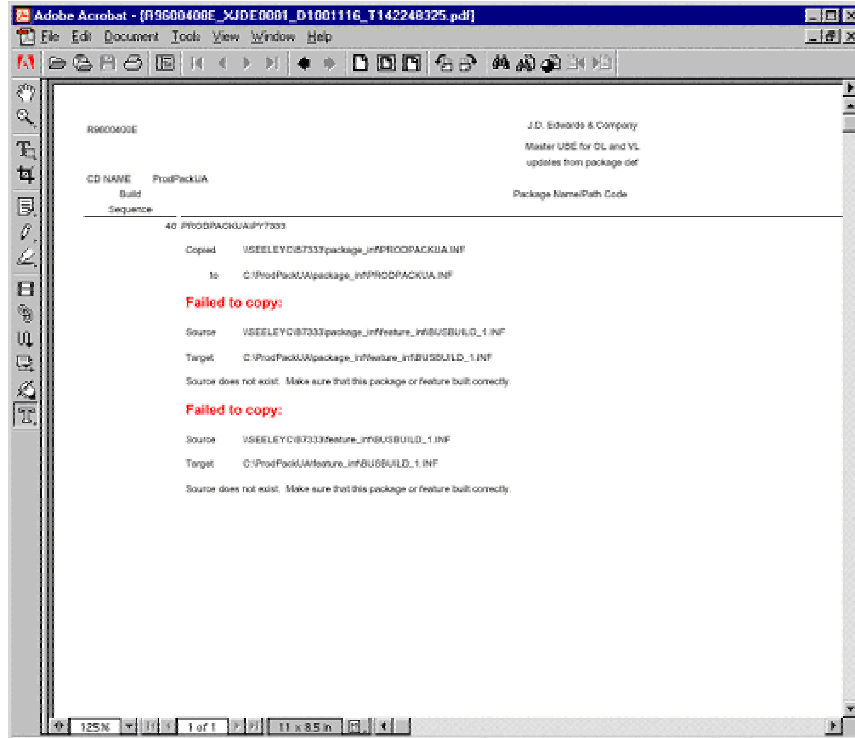 Adobe Acrobat - [R9600408E_XJDE0001_D1001116_T142248325.pdf]
File Edit Document Tools View Window Help
R9600400E
J.D. Edwards & Company
Master UBE for OL and VL
updates from package def
CD NAME ProdPackUA
Build
Package Name/Path Code
Sequence
40 PRODPACKUA\PY7333
Copied \\SEELEYC\B7333\package_inf\PRODPACKUA.INF
to C:\ProdPackUA\package_inf\PRODPACKUA.INF
Failed to copy:
Source \\SEELEYC\B7333\package_inf\feature_inf\BUSBUILD_1.INF
Target C:\ProdPackUA\package_inf\feature_inf\BUSBUILD_1.INF
Source does not exist. Make sure that this package or feature built correctly.
Failed to copy:
Source \\SEELEYC\B7333\feature_inf\BUSBUILD_1.INF
Target C:\ProdPackUA\feature_inf\BUSBUILD_1.INF
Source does not exist. Make sure that this package or feature built correctly.
125% 1 of 1 11 x 8.5 in